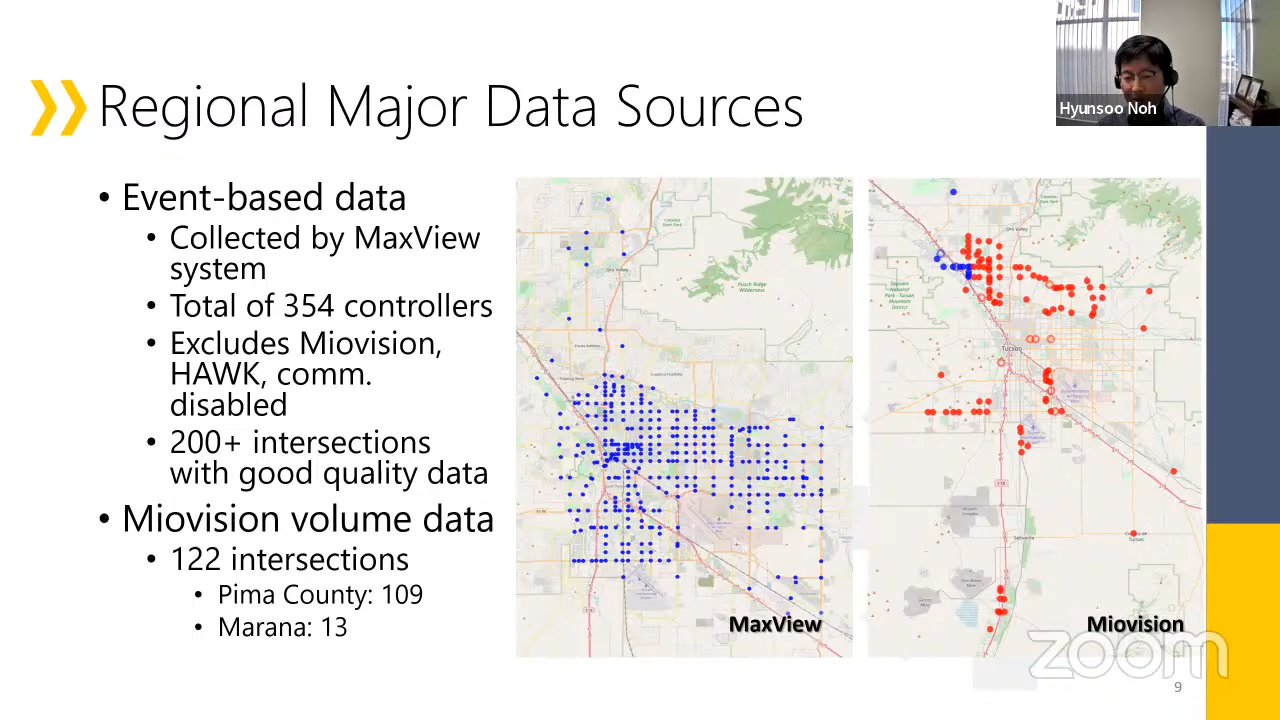 Hyunsoo Noh
Regional Major Data Sources
• Event-based data
• Collected by MaxView
system
• Total of 354 controllers
• Excludes Miovision,
HAWK, comm.
disabled
• 200+ intersections
with good quality data
• Miovision volume data
• 122 intersections
• Pima County: 109
• Marana: 13
MaxView
Tucson
Miovision
zoom
9